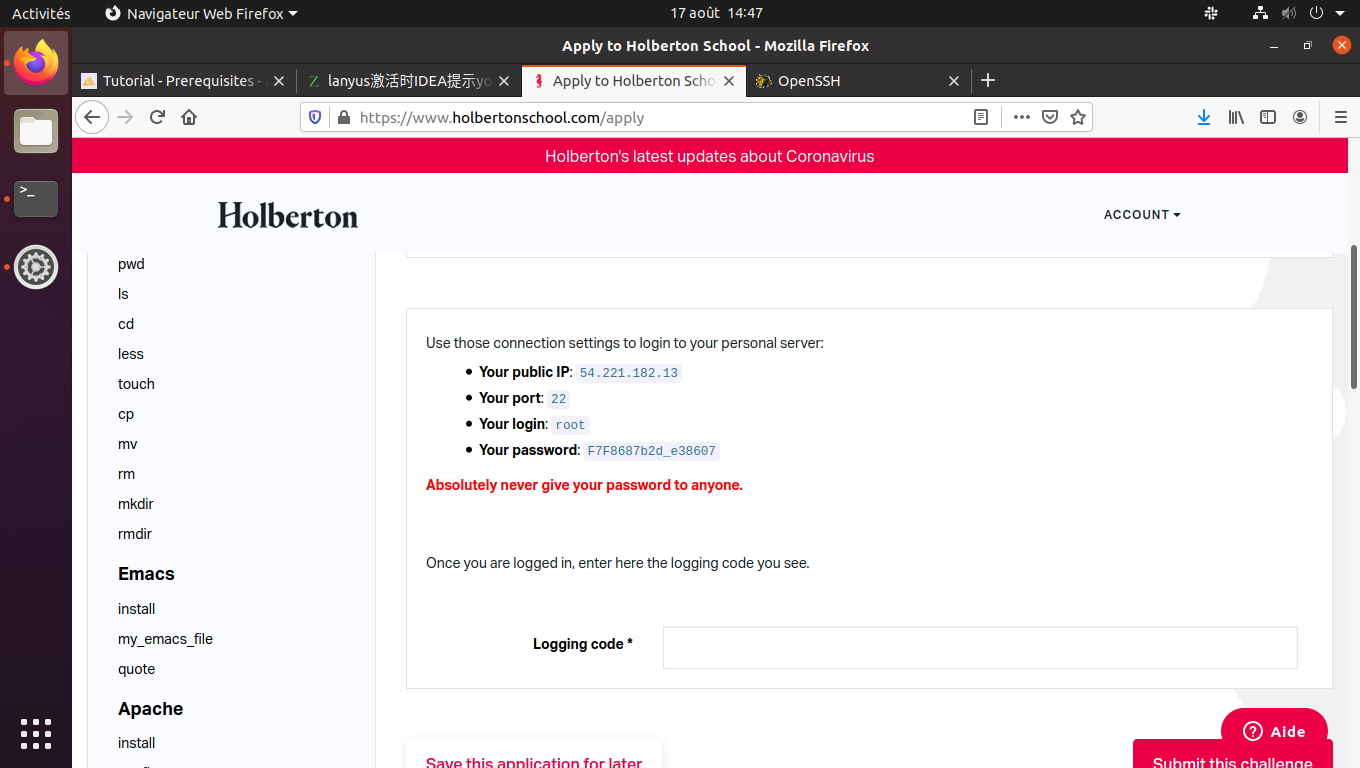 Activités
Navigateur Web Firefox
17 août 14:47
Apply to Holberton School - Mozilla Firefox
Tutorial - Prerequisites -
lanyus激活时IDEA提示yo
Apply to Holberton Scho
OpenSSH
https://www.holbertonschool.com/apply
Holberton's latest updates about Coronavirus
Holberton
ACCOUNT
pwd
ls
cd
less
touch
cp
mv
rm
mkdir
rmdir
Emacs
install
my_emacs_file
quote
Apache
install
Use those connection settings to login to your personal server:
Your public IP: 54.221.182.13
Your port: 22
Your login: root
Your password: F7F8687b2d_e38607
Absolutely never give your password to anyone.
Once you are logged in, enter here the logging code you see.
Logging code *
Aide
Save this application for later
Submit this challenge